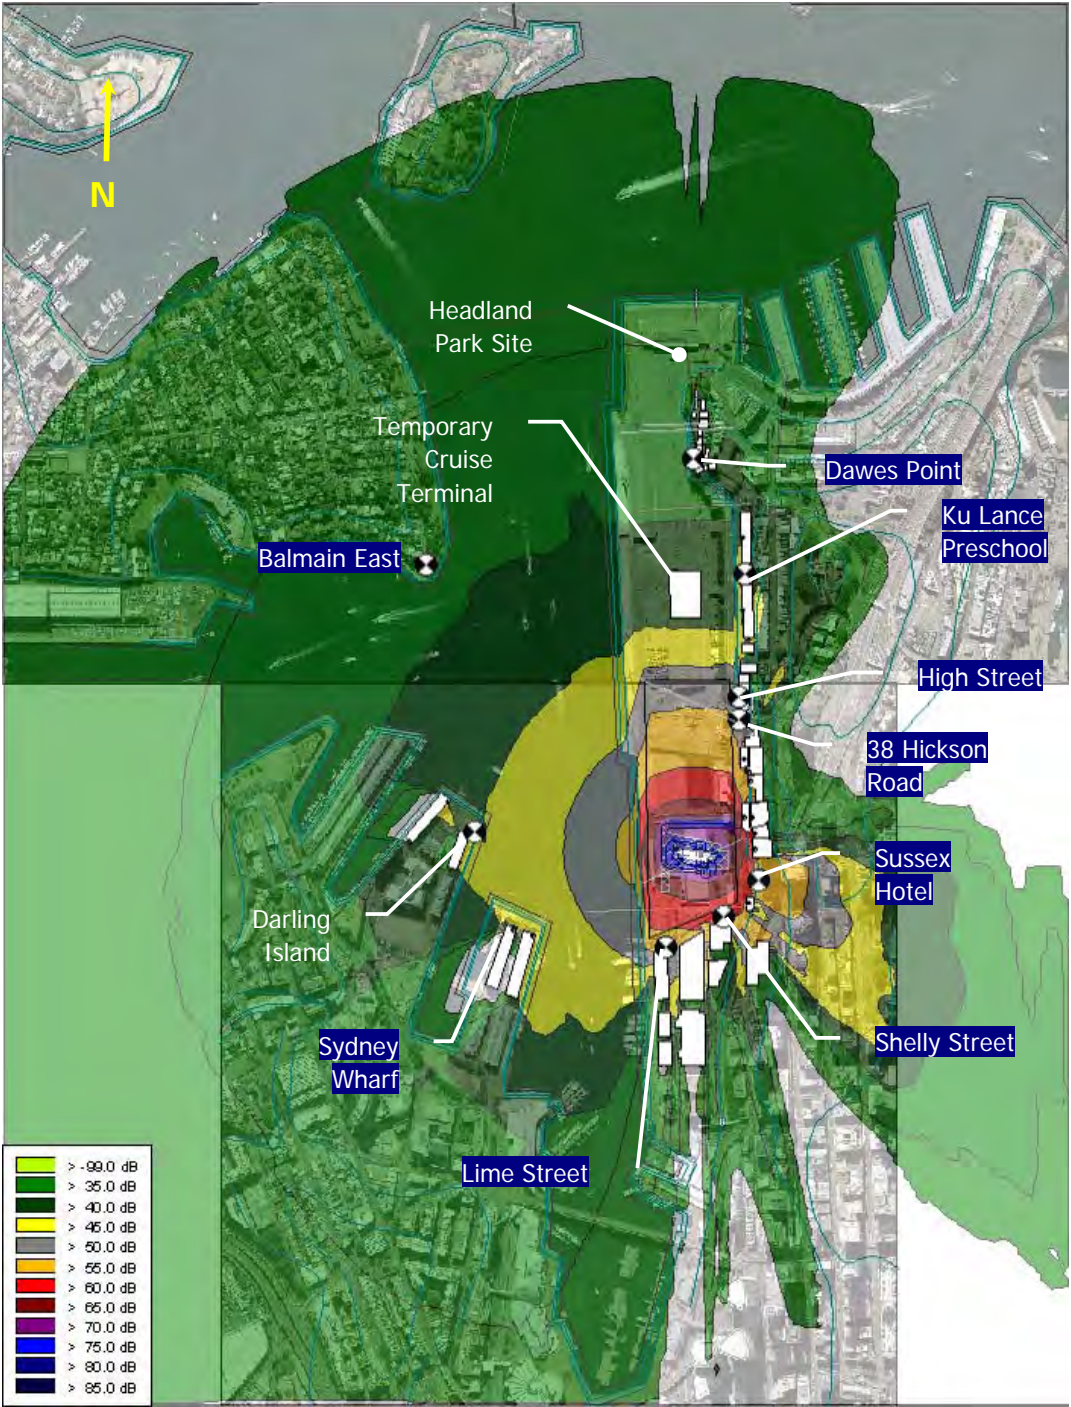 N
Headland
Park Site
Temporary
Cruise
Terminal
Dawes Point
Ku Lance
Preschool
Balmain East
High Street
38 Hickson
Road
Sussex
Hotel
Darling
Island
Sydney
Wharf
Shelly Street
Lime Street
> -99.0 dB
> 35.0 dB
> 40.0 dB
> 45.0 dB
> 50.0 dB
> 55.0 dB
> 60.0 dB
> 65.0 dB
> 70.0 dB
> 75.0 dB
> 80.0 dB
> 85.0 dB